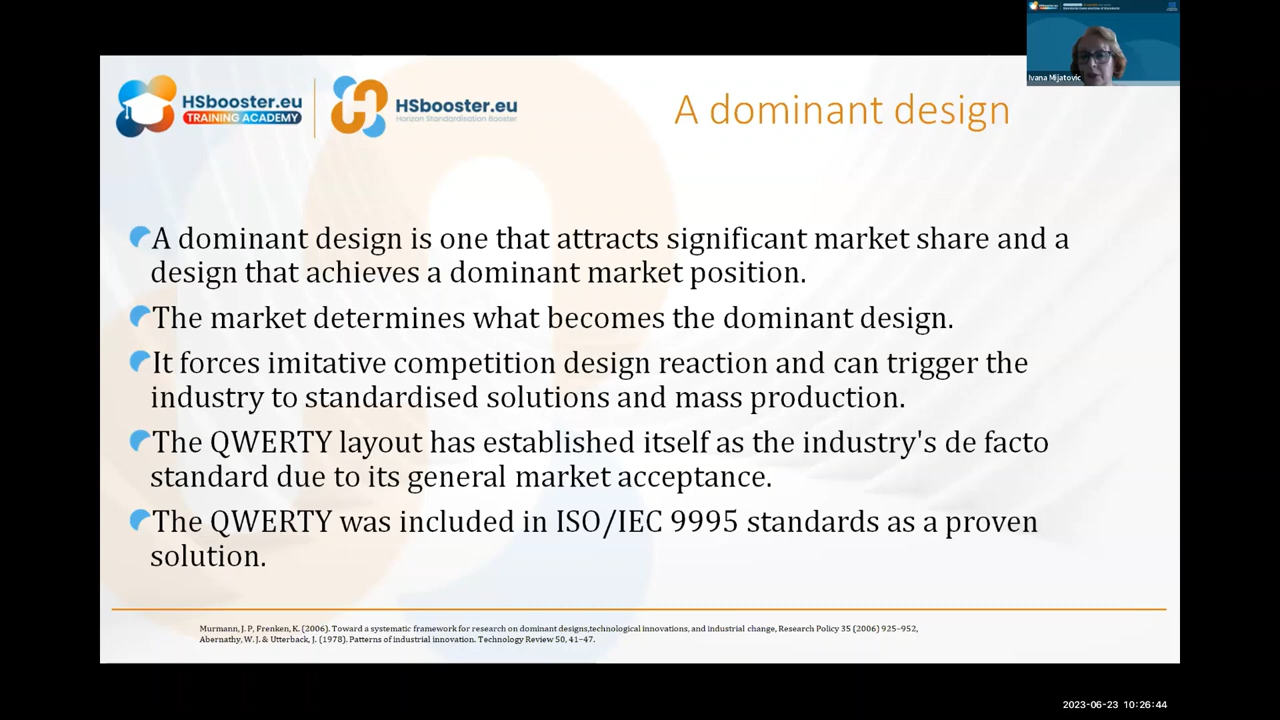 Ivana Mijatovic
HSbooster.eu
TRAINING ACADEMY
HSbooster.eu
Horizon Standardisation Booster
A dominant design
A dominant design is one that attracts significant market share and a
design that achieves a dominant market position.
The market determines what becomes the dominant design.
It forces imitative competition design reaction and can trigger the
industry to standardised solutions and mass production.
The QWERTY layout has established itself as the industry's de facto
standard due to its general market acceptance.
The QWERTY was included in ISO/IEC 9995 standards as a proven
solution.
Murmann, J. P, Frenken, K. (2006). Toward a systematic framework for research on dominant designs,technological innovations, and industrial change, Research Policy 35 (2006) 925–952,
Abernathy, W. J. & Utterback, J. (1978). Patterns of industrial innovation. Technology Review 50, 41–47.
2023-06-23 10:26:44